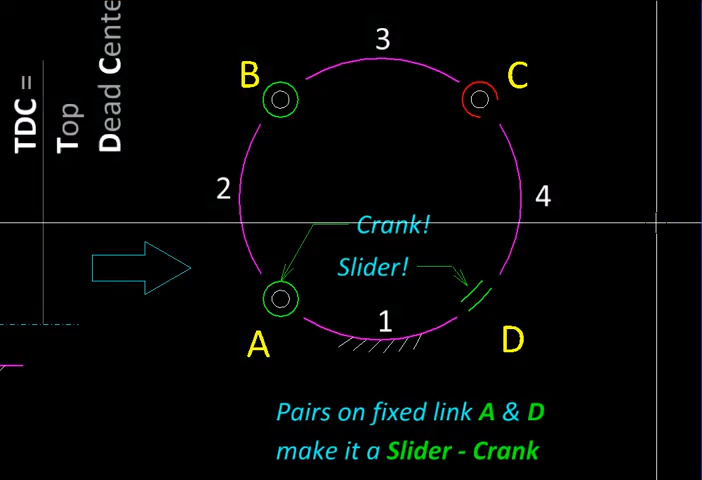 TDC =
Top
Dead Cente
3
B
C
2
4
Crank!
Slider!
1
A
D
Pairs on fixed link A & D
make it a Slider - Crank